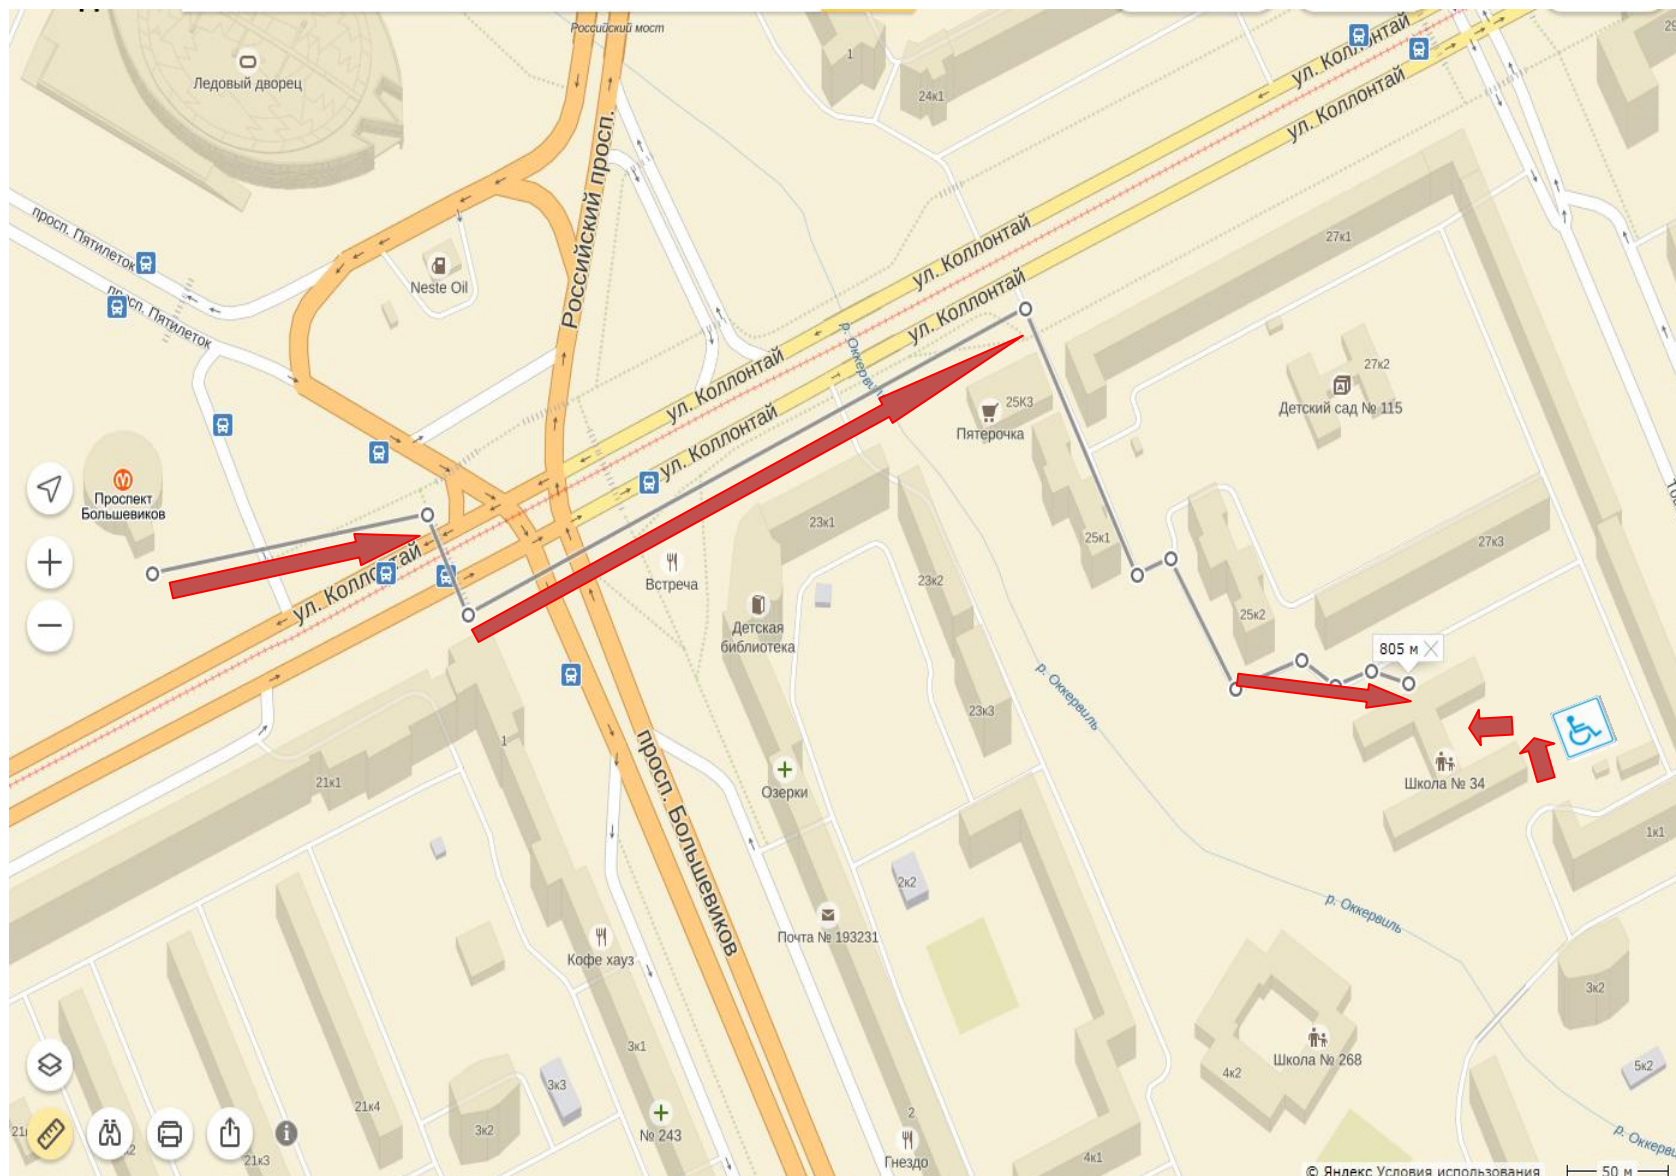 Российский мост
Ледовый дворец
1
24к1
ул. Коллонтай
ул. Коллонтай
29
просп. Пятилеток
просп. Пятилеток
Neste Oil
Российский просп.
ул. Коллонтай
ул. Коллонтай
р. Оккервиль
27к1
27к2
Детский сад № 115
25К3
Пятерочка
ул. Коллонтай
ул. Коллонтай
Проспект
Большевиков
ул. Коллонтай
23к1
25к1
27к3
Встреча
23к2
25к2
Детская
библиотека
805 м
р. Оккервиль
23к3
1
21к1
Озерки
Школа № 34
1к1
просп. Большевиков
2к2
р. Оккервиль
Почта № 193231
Кофе хауз
3к2
3к1
Школа № 268
4к2
5к2
3к3
21к4
3к2
№ 243
2
Гнездо
21к3
4к1
р. Оккерви
© Яндекс Условия использования
50 м